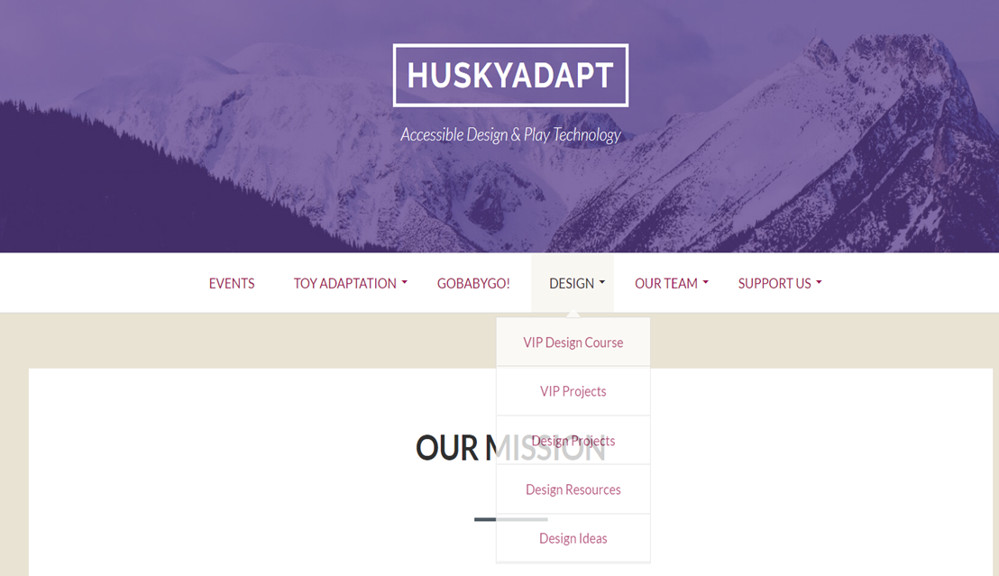 HUSKYADAPT
Accessible Design & Play Technology
EVENTS TOY ADAPTATION GOBABYGO! DESIGN OUR TEAM SUPPORT US
VIP Design Course
VIP Projects
Design Projects
OUR MISSION
Design Resources
Design Ideas